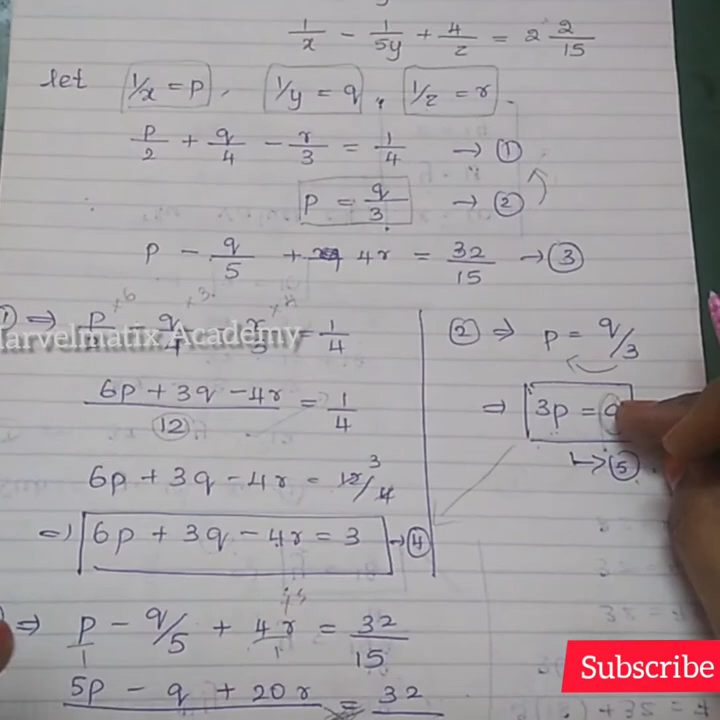 1/x - 1/5y + 4/z = 2 2/15
let 1/x = p, 1/y = q, 1/z = r.
p/2 + q/4 - r/3 = 1/4 → ①
p = q/3 → ②
p - q/5 + 4r = 32/15 → ③
① ⇒ p/2 q/4 r/3 = 1/4
×6 ×3 ×4
Marvelmatix Academy
(6p + 3q - 4r)/12 = 1/4
6p + 3q - 4r = 12/4 3
⇒ 6p + 3q - 4r = 3 → ④
② ⇒ p = q/3
⇒ 3p = q
↳ ⑤
⇒ p/1 - q/5 + 4r/1 = 32/15
5p - q + 20r = 32
Subscribe